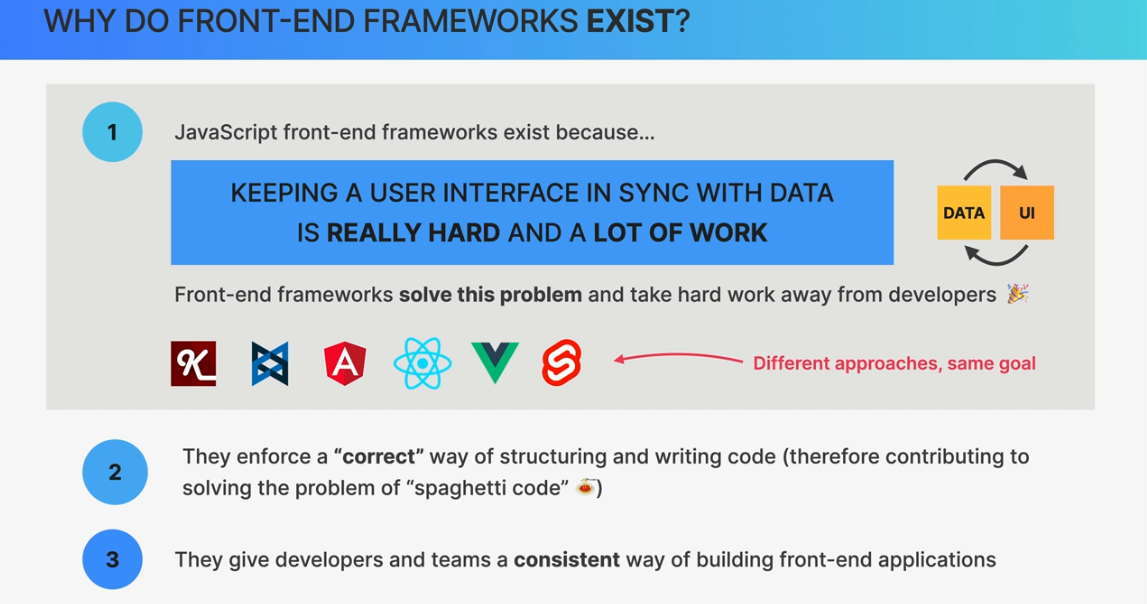 WHY DO FRONT-END FRAMEWORKS EXIST?
1
JavaScript front-end frameworks exist because...
KEEPING A USER INTERFACE IN SYNC WITH DATA
IS REALLY HARD AND A LOT OF WORK
DATA
UI
Front-end frameworks solve this problem and take hard work away from developers 🎉
K
A
Different approaches, same goal
2
They enforce a “correct” way of structuring and writing code (therefore contributing to
solving the problem of “spaghetti code” 🍝)
3
They give developers and teams a consistent way of building front-end applications